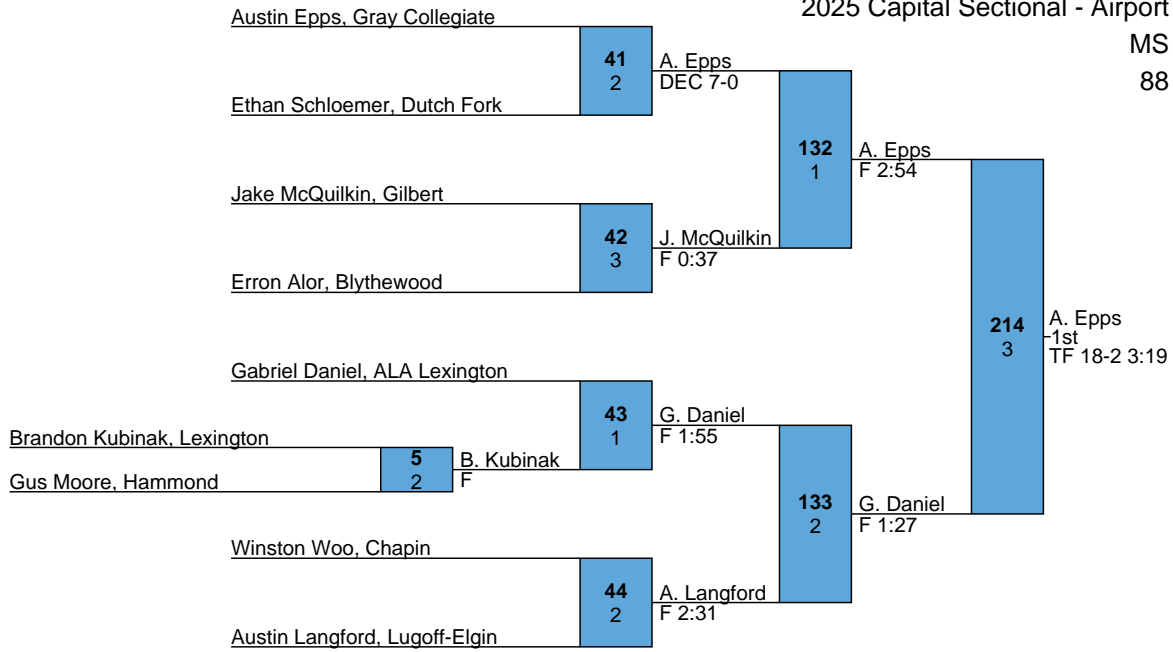 2025 Capital Sectional - Airport
MS
88
Austin Epps, Gray Collegiate
41
2
A. Epps
DEC 7-0
Ethan Schloemer, Dutch Fork
132
1
A. Epps
F 2:54
Jake McQuilkin, Gilbert
42
3
J. McQuilkin
F 0:37
Erron Alor, Blythewood
214
3
A. Epps
1st
TF 18-2 3:19
Gabriel Daniel, ALA Lexington
43
1
G. Daniel
F 1:55
Brandon Kubinak, Lexington
5
2
B. Kubinak
F
Gus Moore, Hammond
133
2
G. Daniel
F 1:27
Winston Woo, Chapin
44
2
A. Langford
F 2:31
Austin Langford, Lugoff-Elgin